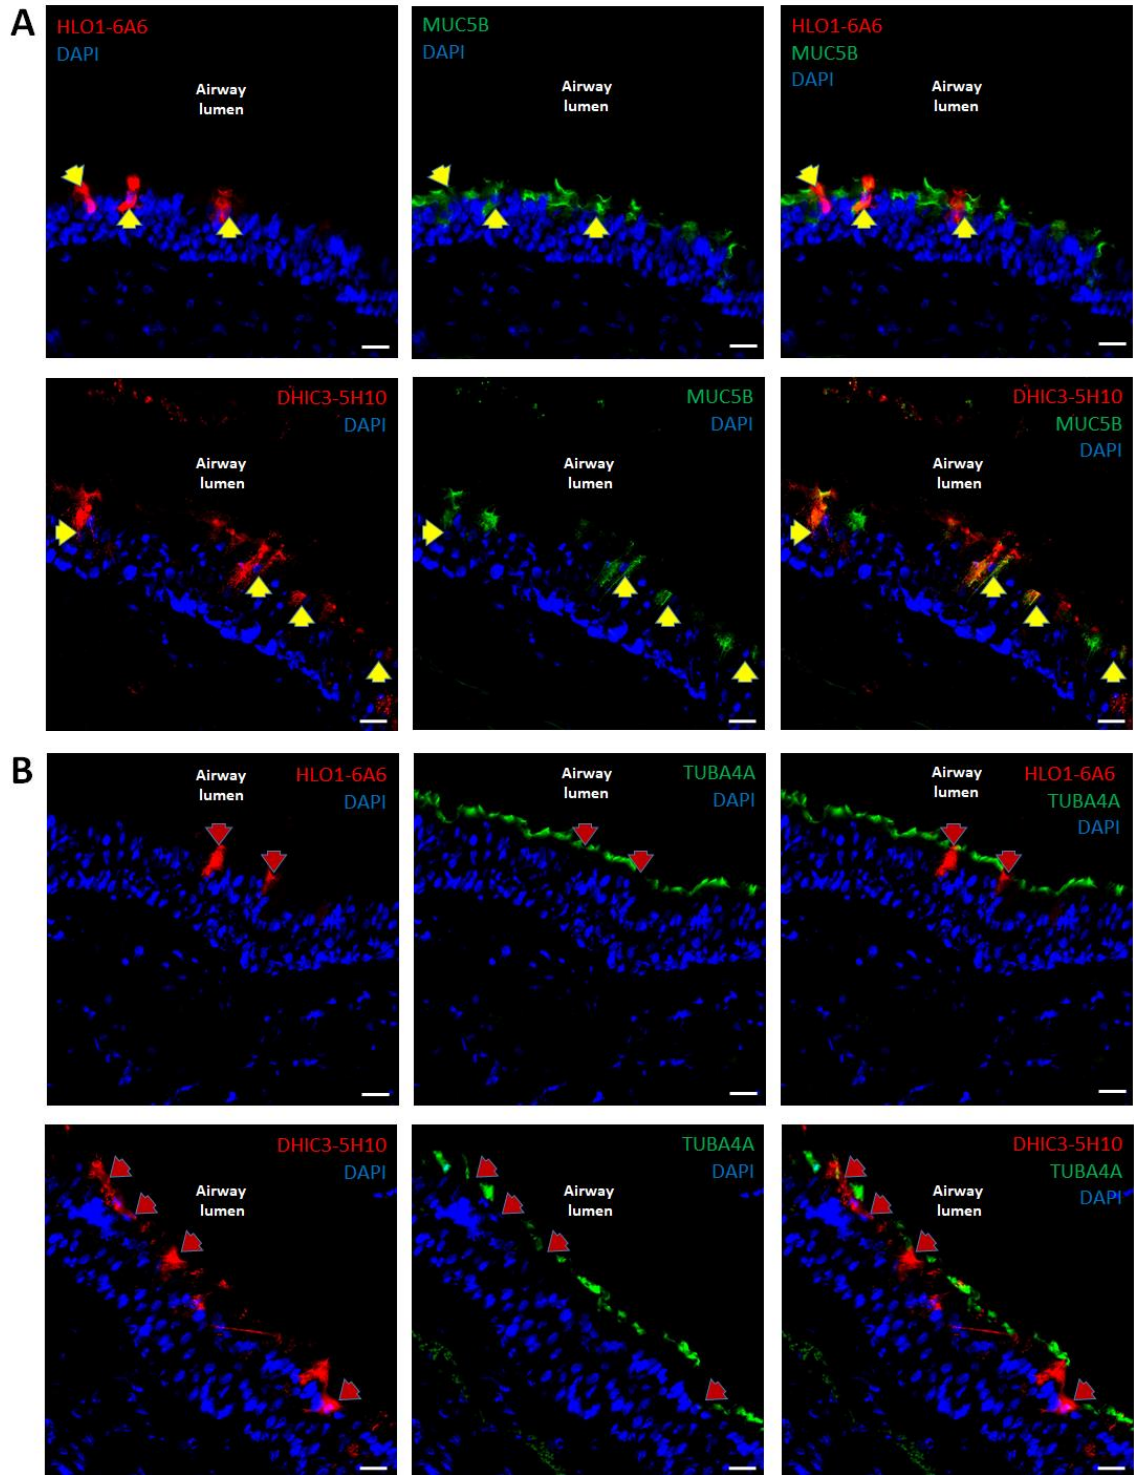 A
HLO1-6A6
DAPI
Airway
lumen
MUC5B
DAPI
Airway
lumen
HLO1-6A6
MUC5B
DAPI
Airway
lumen
DHIC3-5H10
DAPI
Airway
lumen
MUC5B
DAPI
Airway
lumen
DHIC3-5H10
MUC5B
DAPI
Airway
lumen
B
HLO1-6A6
DAPI
Airway
lumen
TUBA4A
DAPI
Airway
lumen
HLO1-6A6
TUBA4A
DAPI
Airway
lumen
DHIC3-5H10
DAPI
Airway
lumen
TUBA4A
DAPI
Airway
lumen
DHIC3-5H10
TUBA4A
DAPI
Airway
lumen